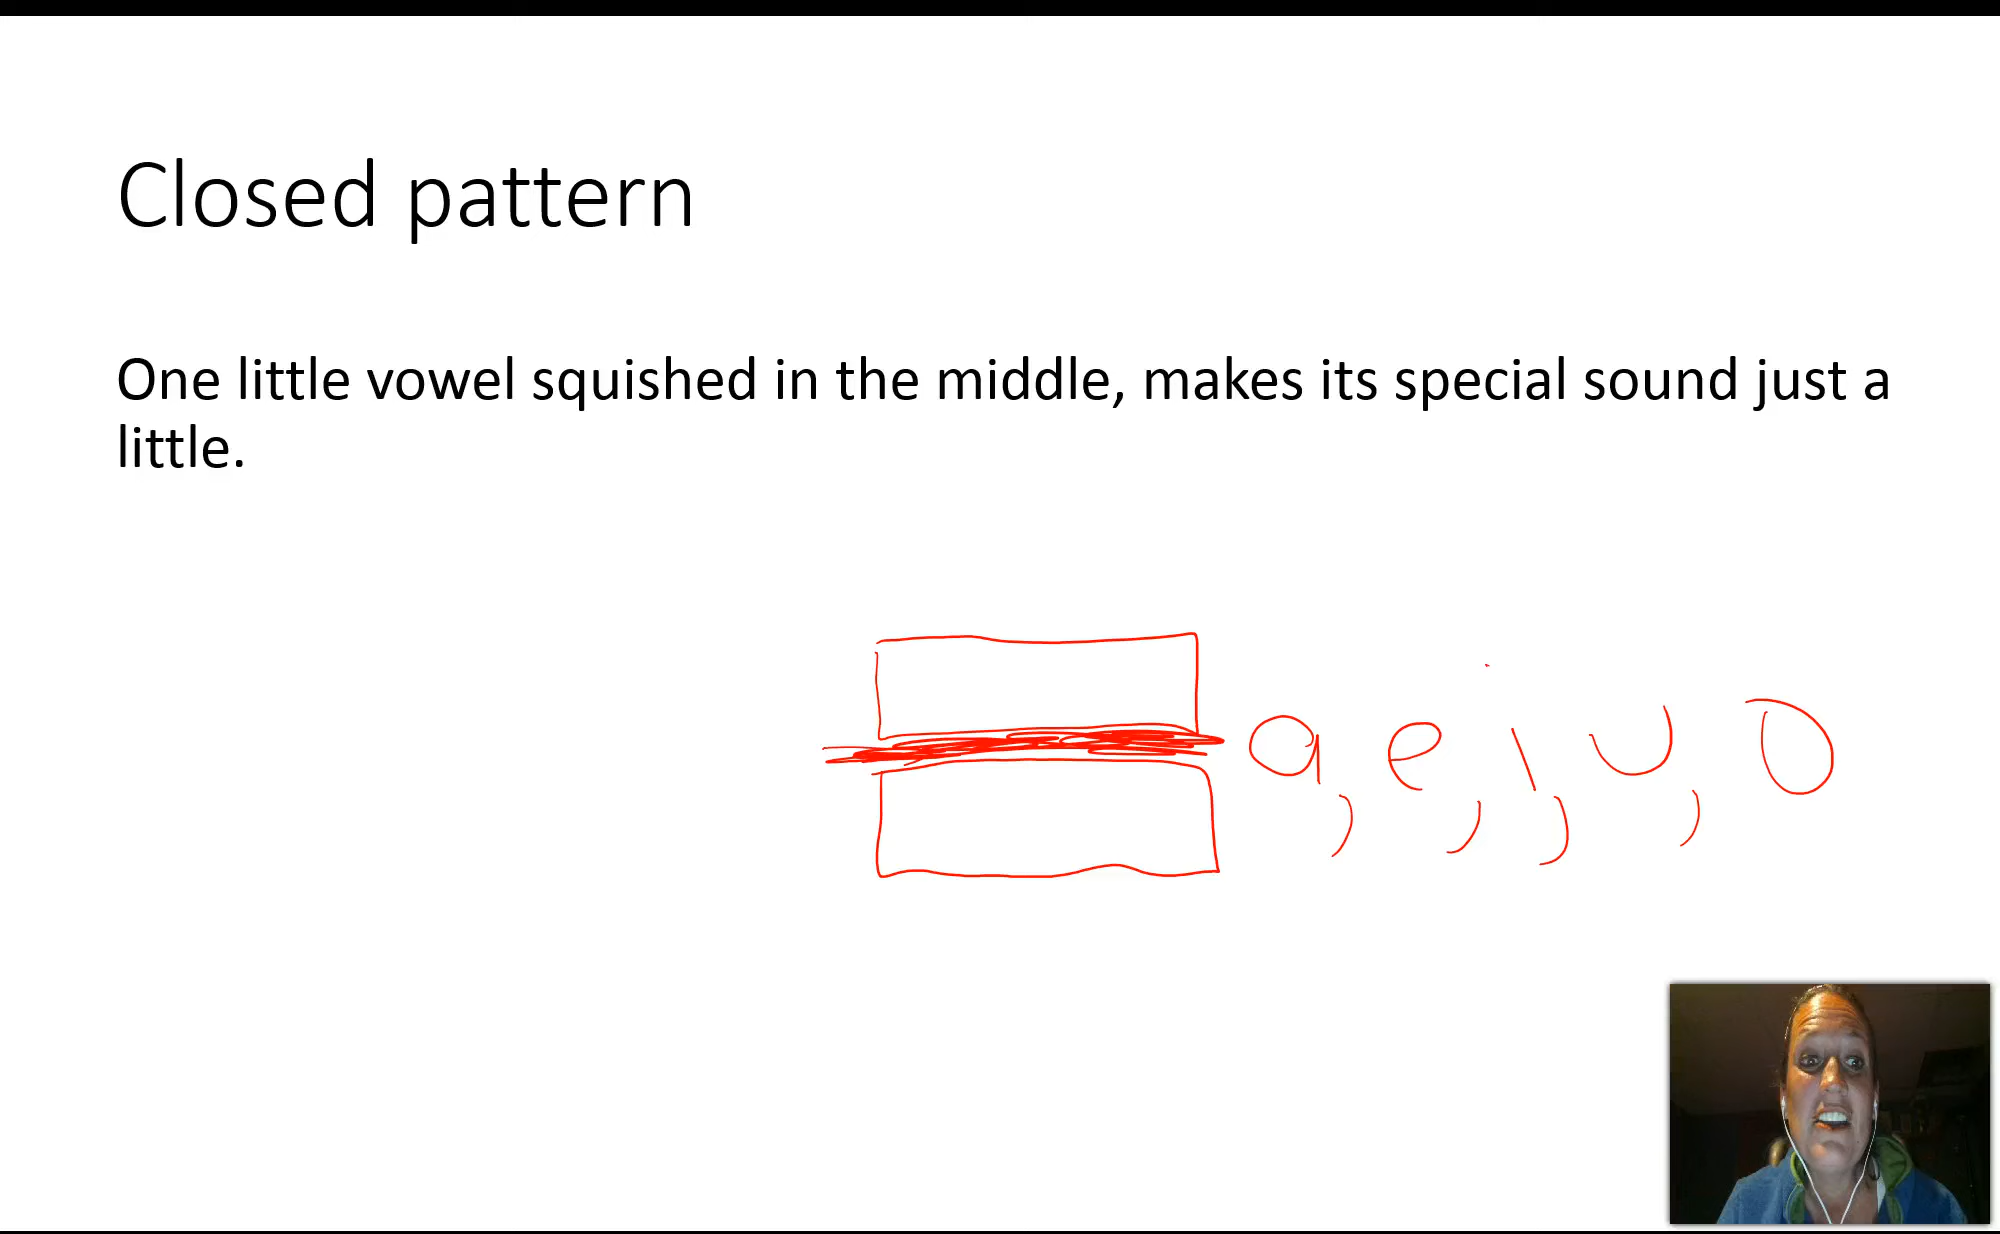 Closed pattern
One little vowel squished in the middle, makes its special sound just a
little.
a, e, i, u, o